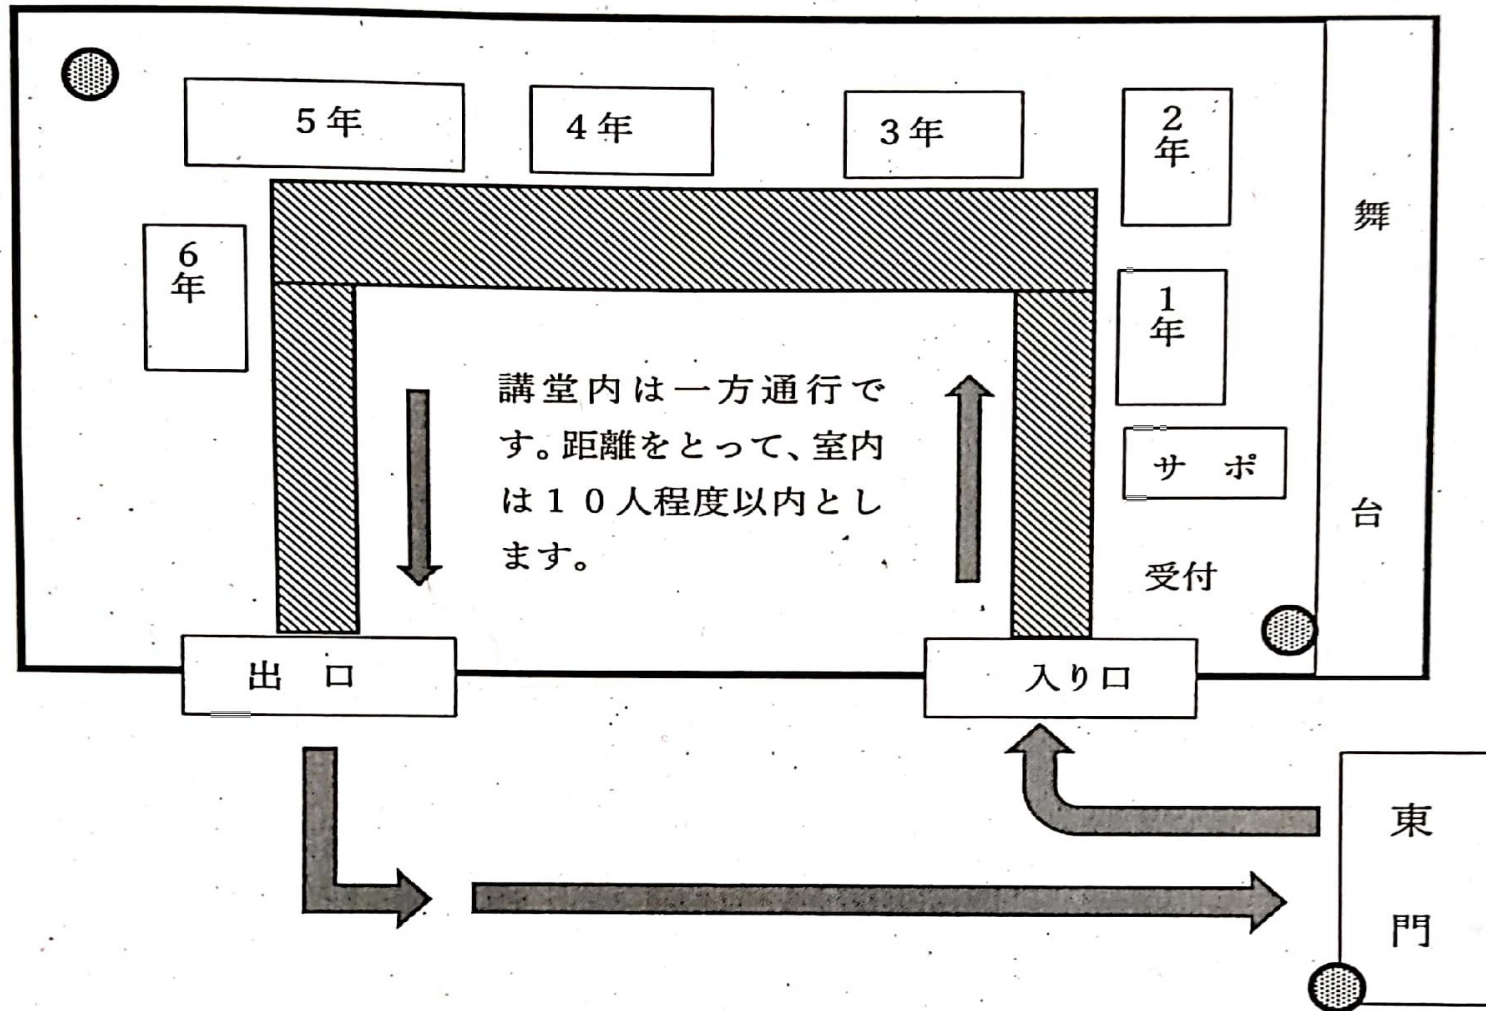 5年
4年
3年
2年
舞台
6年
1年
講堂内は一方通行で
す。距離をとって、室内
は10人程度以内とし
ます。
サ ポ
受付
出 口
入り口
東門